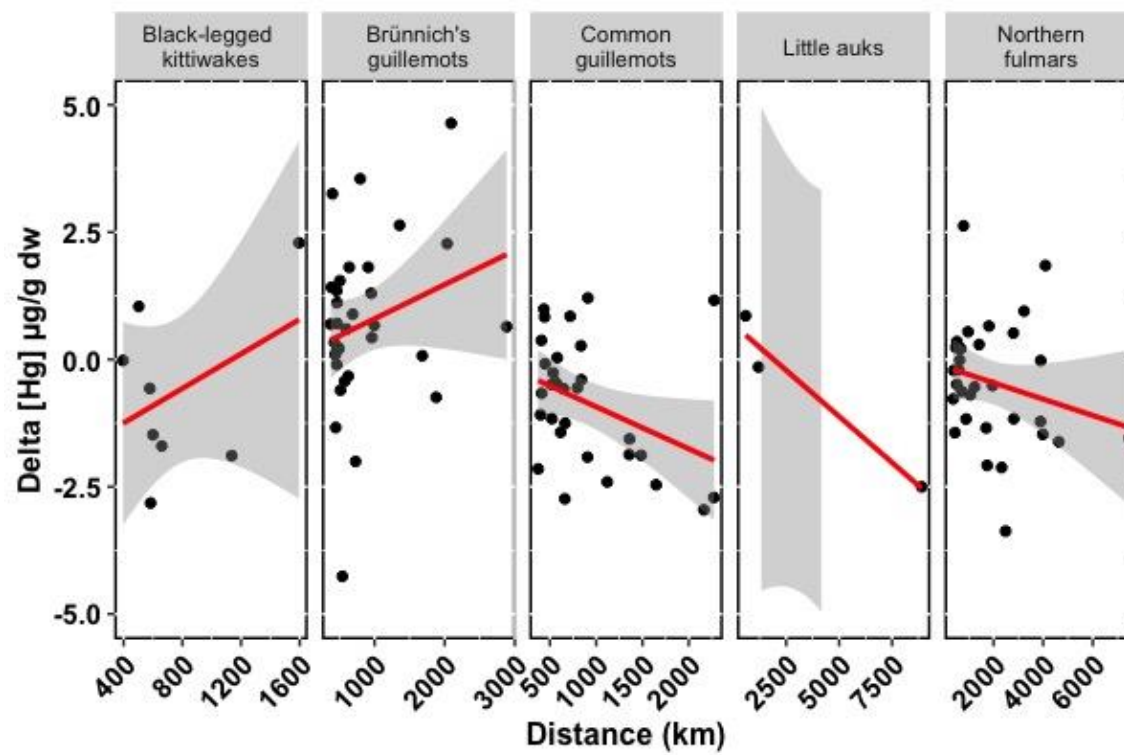 Black-legged
kittiwakes
Brünnich's
guillemots
Common
guillemots
Little auks
Northern
fulmars
Delta [Hg] µg/g dw
5.0
2.5
0.0
-2.5
-5.0
400 800 1200 1600
1000 2000 3000
500 1000 1500 2000
2500 5000 7500
2000 4000 6000
Distance (km)